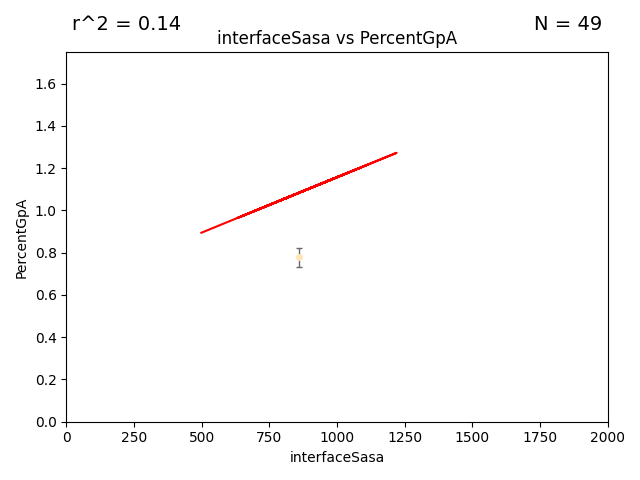 r^2 = 0.14
N = 49
interfaceSasa vs PercentGpA
PercentGpA
1.6
1.4
1.2
1.0
0.8
0.6
0.4
0.2
0.0
0 250 500 750 1000 1250 1500 1750 2000
interfaceSasa